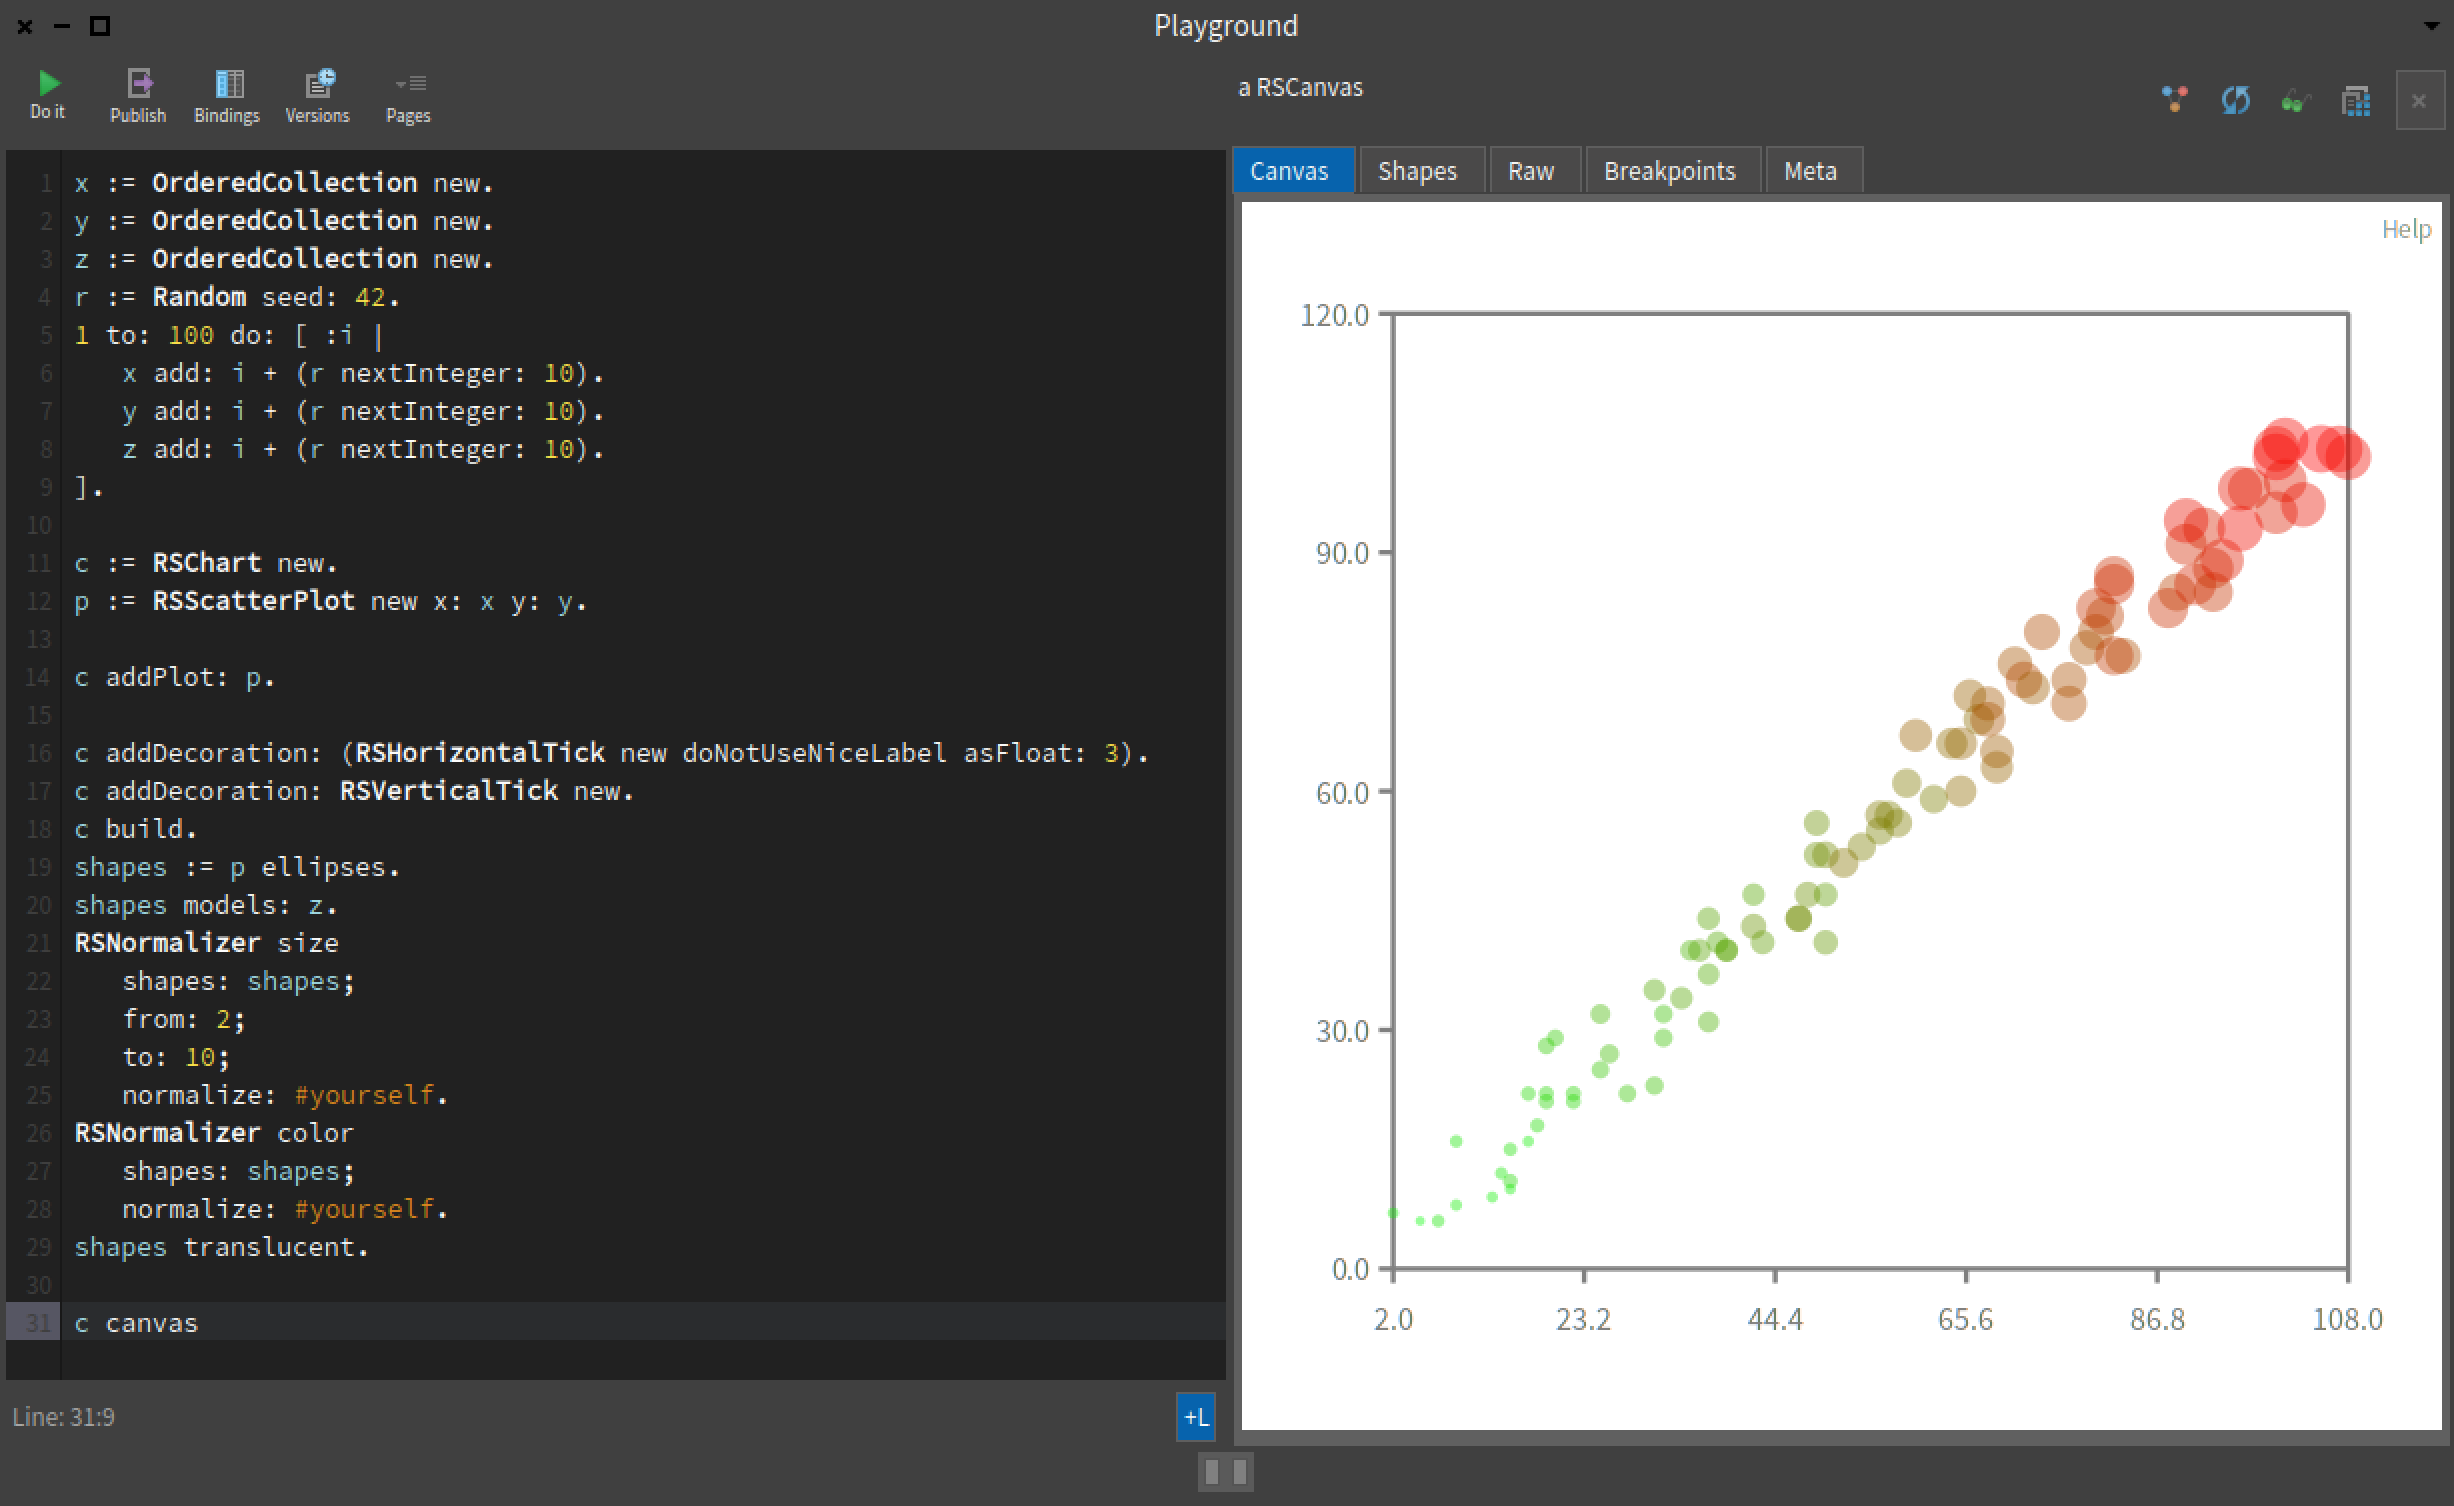 Playground
Do it
Publish
Bindings
Versions
Pages
a RSCanvas
1 x := OrderedCollection new.
2 y := OrderedCollection new.
3 z := OrderedCollection new.
4 r := Random seed: 42.
5 1 to: 100 do: [ :i |
6 x add: i + (r nextInteger: 10).
7 y add: i + (r nextInteger: 10).
8 z add: i + (r nextInteger: 10).
9 ].
10
11 c := RSChart new.
12 p := RSScatterPlot new x: x y: y.
13
14 c addPlot: p.
15
16 c addDecoration: (RSHorizontalTick new doNotUseNiceLabel asFloat: 3).
17 c addDecoration: RSVerticalTick new.
18 c build.
19 shapes := p ellipses.
20 shapes models: z.
21 RSNormalizer size
22 shapes: shapes;
23 from: 2;
24 to: 10;
25 normalize: #yourself.
26 RSNormalizer color
27 shapes: shapes;
28 normalize: #yourself.
29 shapes translucent.
30
31 c canvas
Line: 31:9
+L
Canvas
Shapes
Raw
Breakpoints
Meta
Help
120.0
90.0
60.0
30.0
0.0
2.0 23.2 44.4 65.6 86.8 108.0